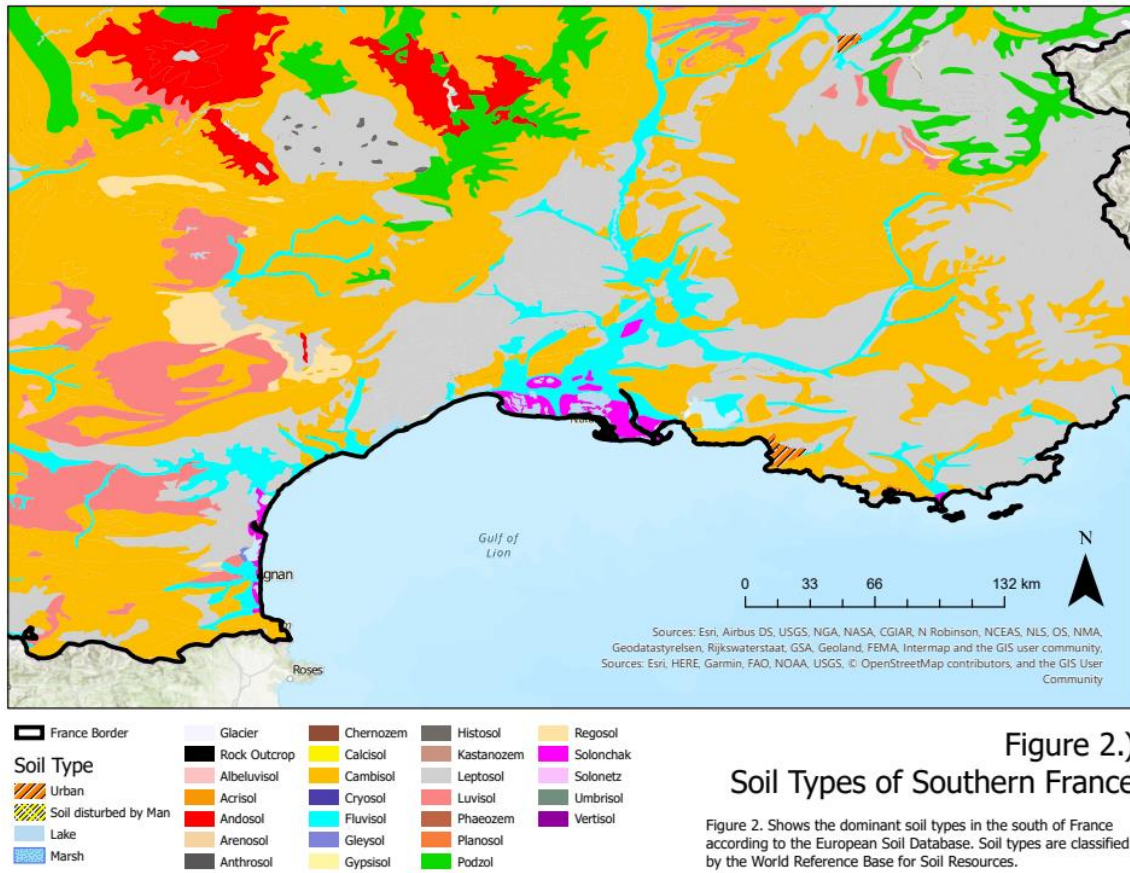 Gulf of
Lion
gnan
Roses
N
0 33 66 132 km
Sources: Esri, Airbus DS, USGS, NGA, NASA, CGIAR, N Robinson, NCEAS, NLS, OS, NMA,
Geodatastyrelsen, Rijkswaterstaat, GSA, Geoland, FEMA, Intermap and the GIS user community,
Sources: Esri, HERE, Garmin, FAO, NOAA, USGS, © OpenStreetMap contributors, and the GIS User
Community
France Border
Soil Type
Urban
Soil disturbed by Man
Lake
Marsh
Glacier
Rock Outcrop
Albeluvisol
Acrisol
Andosol
Arenosol
Anthrosol
Chernozem
Calcisol
Cambisol
Cryosol
Fluvisol
Gleysol
Gypsisol
Histosol
Kastanozem
Leptosol
Luvisol
Phaeozem
Planosol
Podzol
Regosol
Solonchak
Solonetz
Umbrisol
Vertisol
Figure 2.)
Soil Types of Southern France
Figure 2. Shows the dominant soil types in the south of France
according to the European Soil Database. Soil types are classified
by the World Reference Base for Soil Resources.